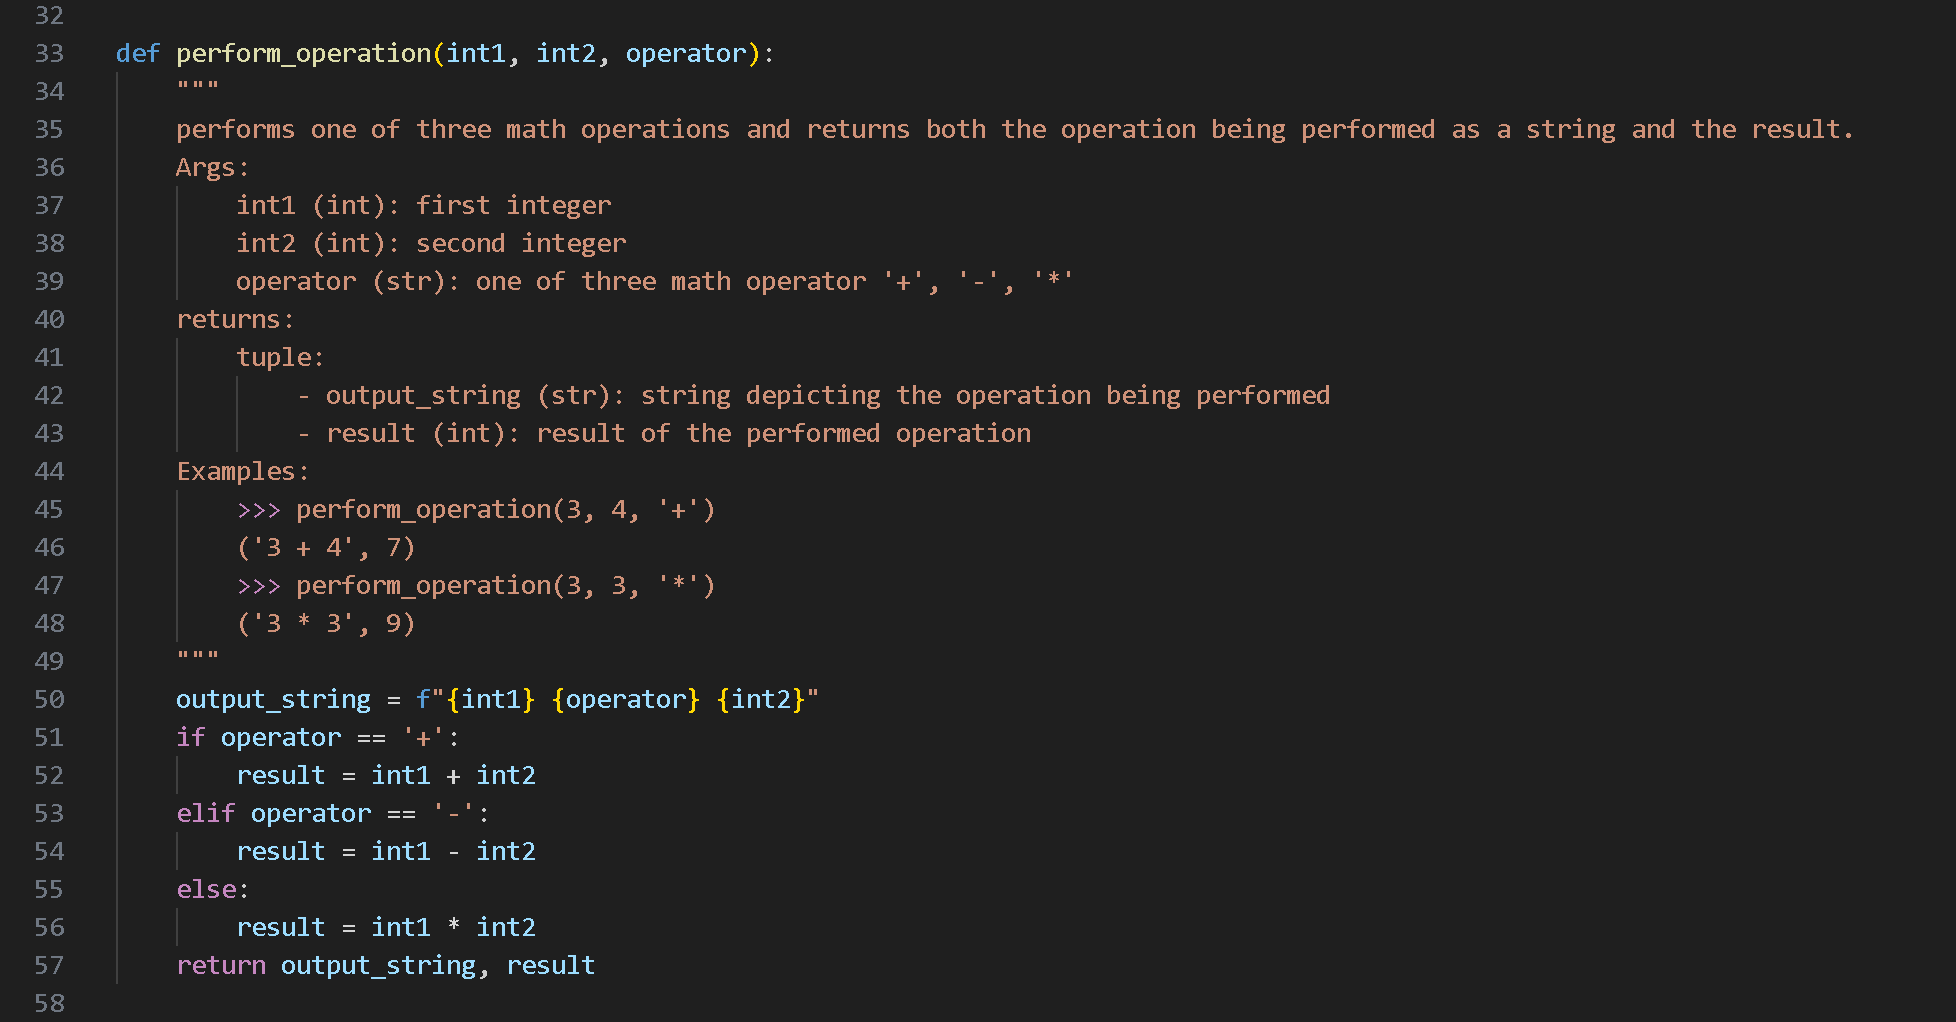 32
33 def perform_operation(int1, int2, operator):
34     """
35     performs one of three math operations and returns both the operation being performed as a string and the result.
36     Args:
37         int1 (int): first integer
38         int2 (int): second integer
39         operator (str): one of three math operator '+', '-', '*'
40     returns:
41         tuple:
42             - output_string (str): string depicting the operation being performed
43             - result (int): result of the performed operation
44     Examples:
45         >>> perform_operation(3, 4, '+')
46         ('3 + 4', 7)
47         >>> perform_operation(3, 3, '*')
48         ('3 * 3', 9)
49     """
50     output_string = f"{int1} {operator} {int2}"
51     if operator == '+':
52         result = int1 + int2
53     elif operator == '-':
54         result = int1 - int2
55     else:
56         result = int1 * int2
57     return output_string, result
58